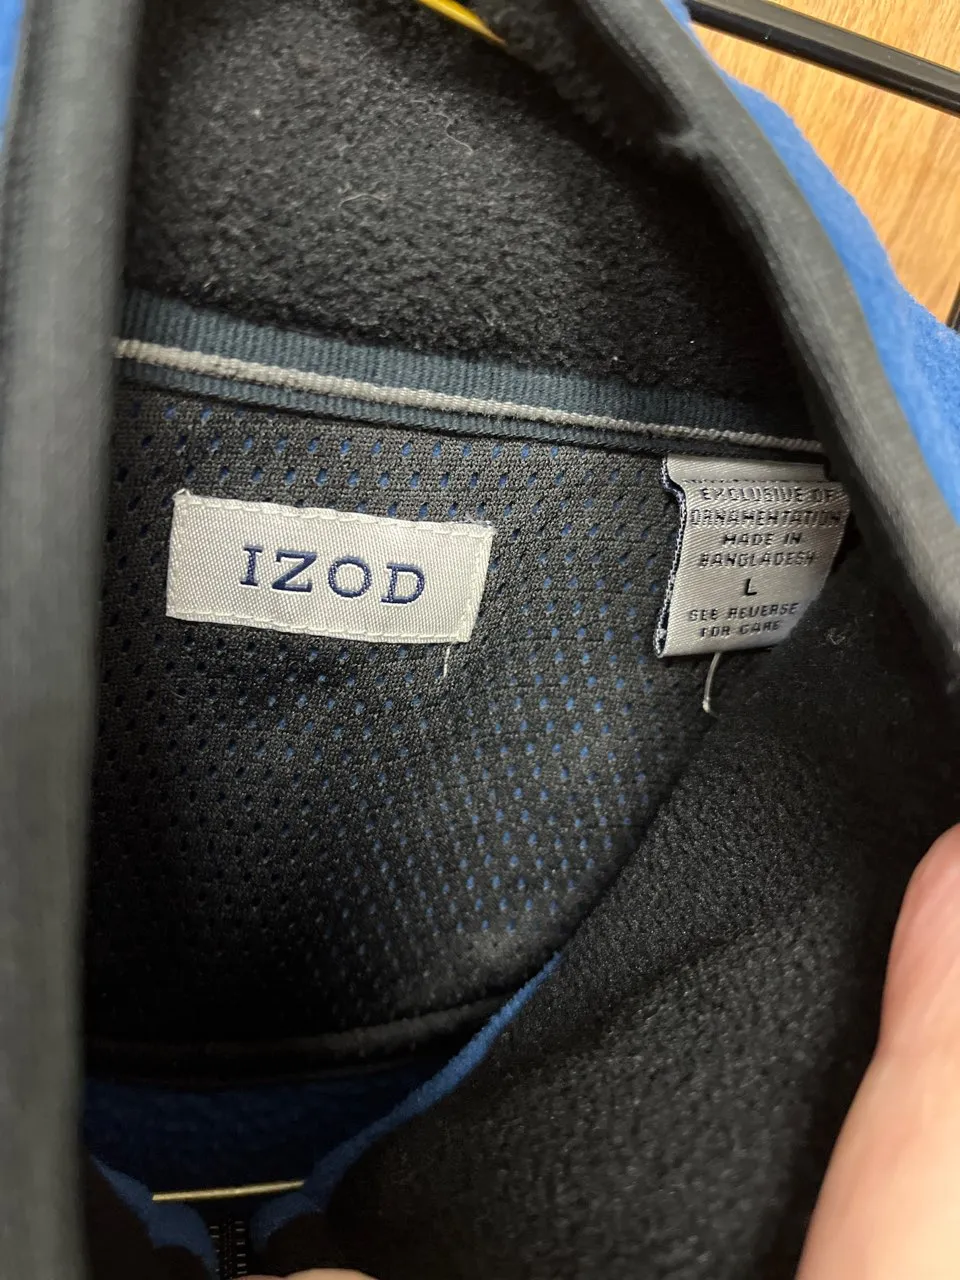 IZOD
EXCLUSIVE OF
ORNAMENTATION
MADE IN
BANGLADESH
L
SEE REVERSE
FOR CARE